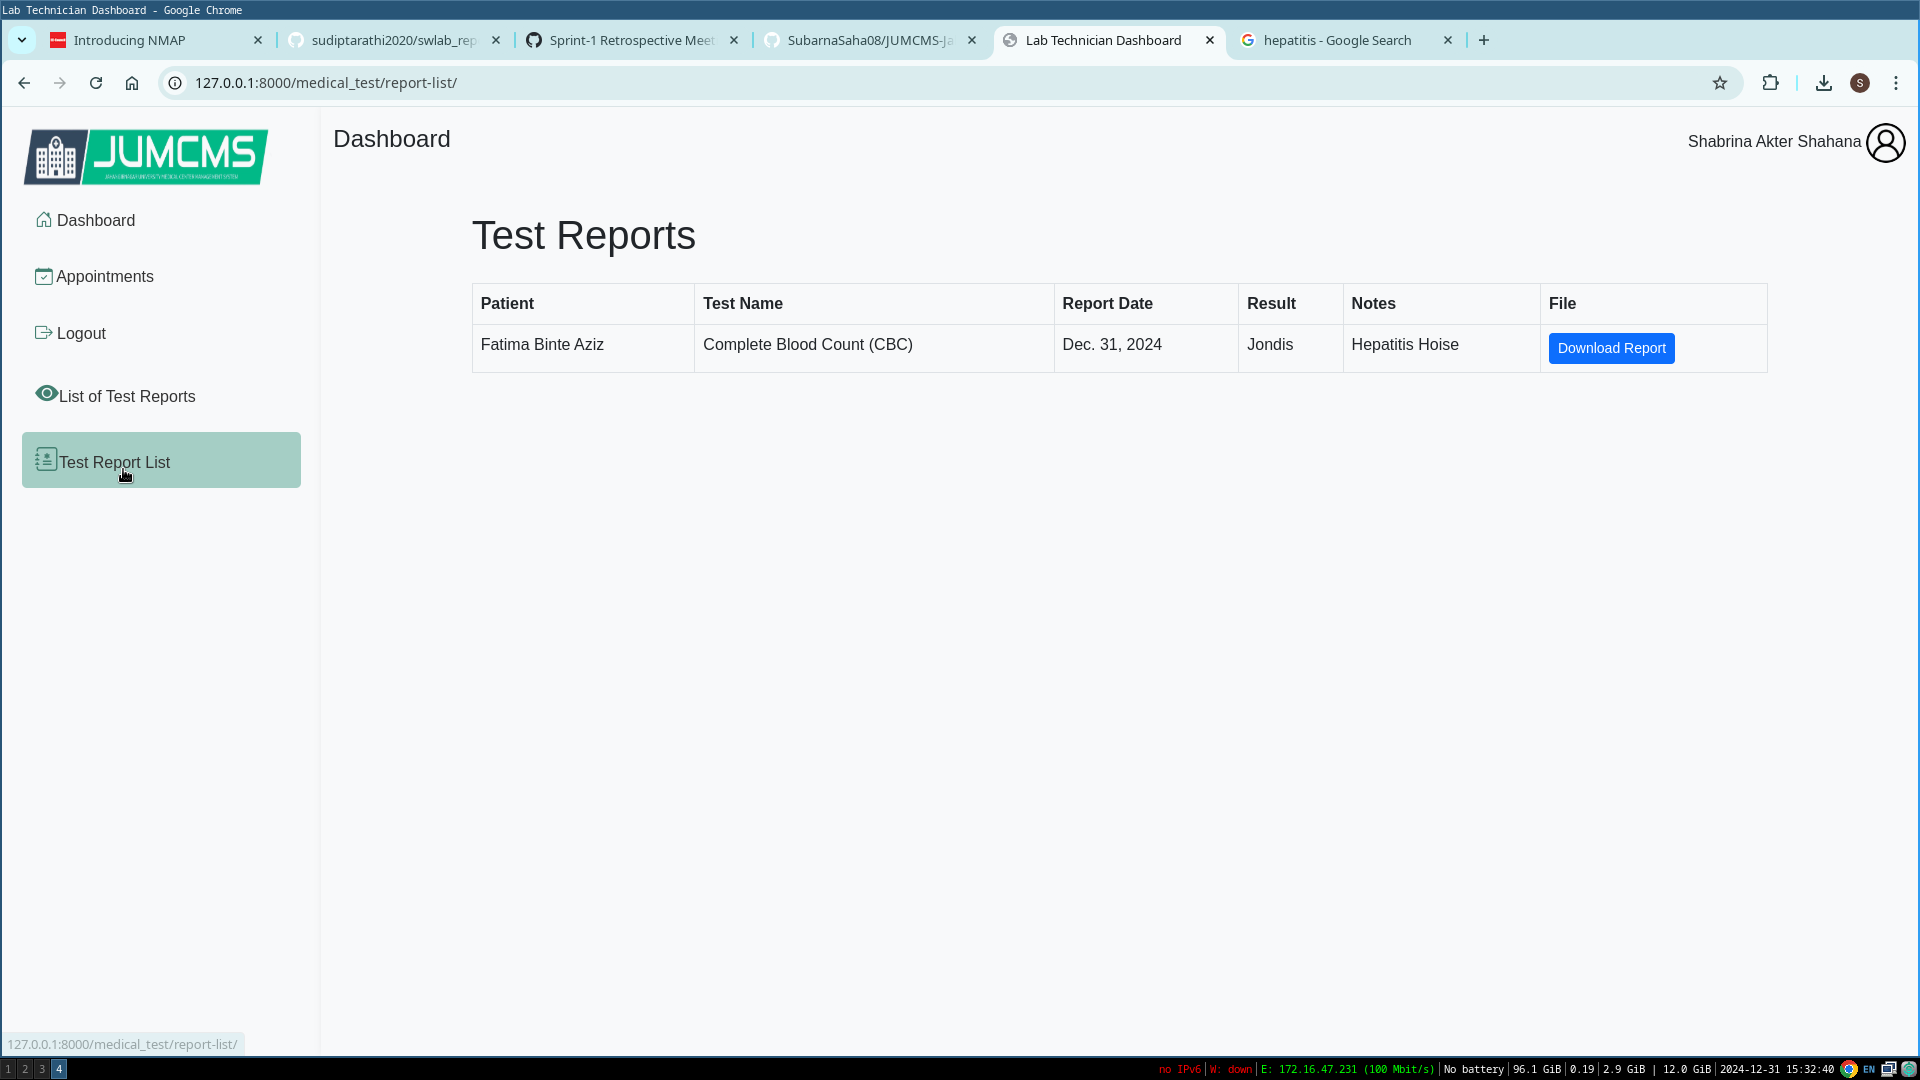 Lab Technician Dashboard - Google Chrome
Introducing NMAP
sudiptarathi2020/swlab_rep
Sprint-1 Retrospective Meet
SubarnaSaha08/JUMCMS-Ja
Lab Technician Dashboard
hepatitis - Google Search
127.0.0.1:8000/medical_test/report-list/
S
JUMCMS
Dashboard
Shabrina Akter Shahana
Dashboard
Appointments
Logout
List of Test Reports
Test Report List
Test Reports
Patient Test Name Report Date Result Notes File
Fatima Binte Aziz Complete Blood Count (CBC) Dec. 31, 2024 Jondis Hepatitis Hoise Download Report
127.0.0.1:8000/medical_test/report-list/
1 2 3 4
no IPv6 W: down E: 172.16.47.231 (100 Mbit/s) No battery 96.1 GiB 0.19 2.9 GiB | 12.0 GiB 2024-12-31 15:32:40 EN